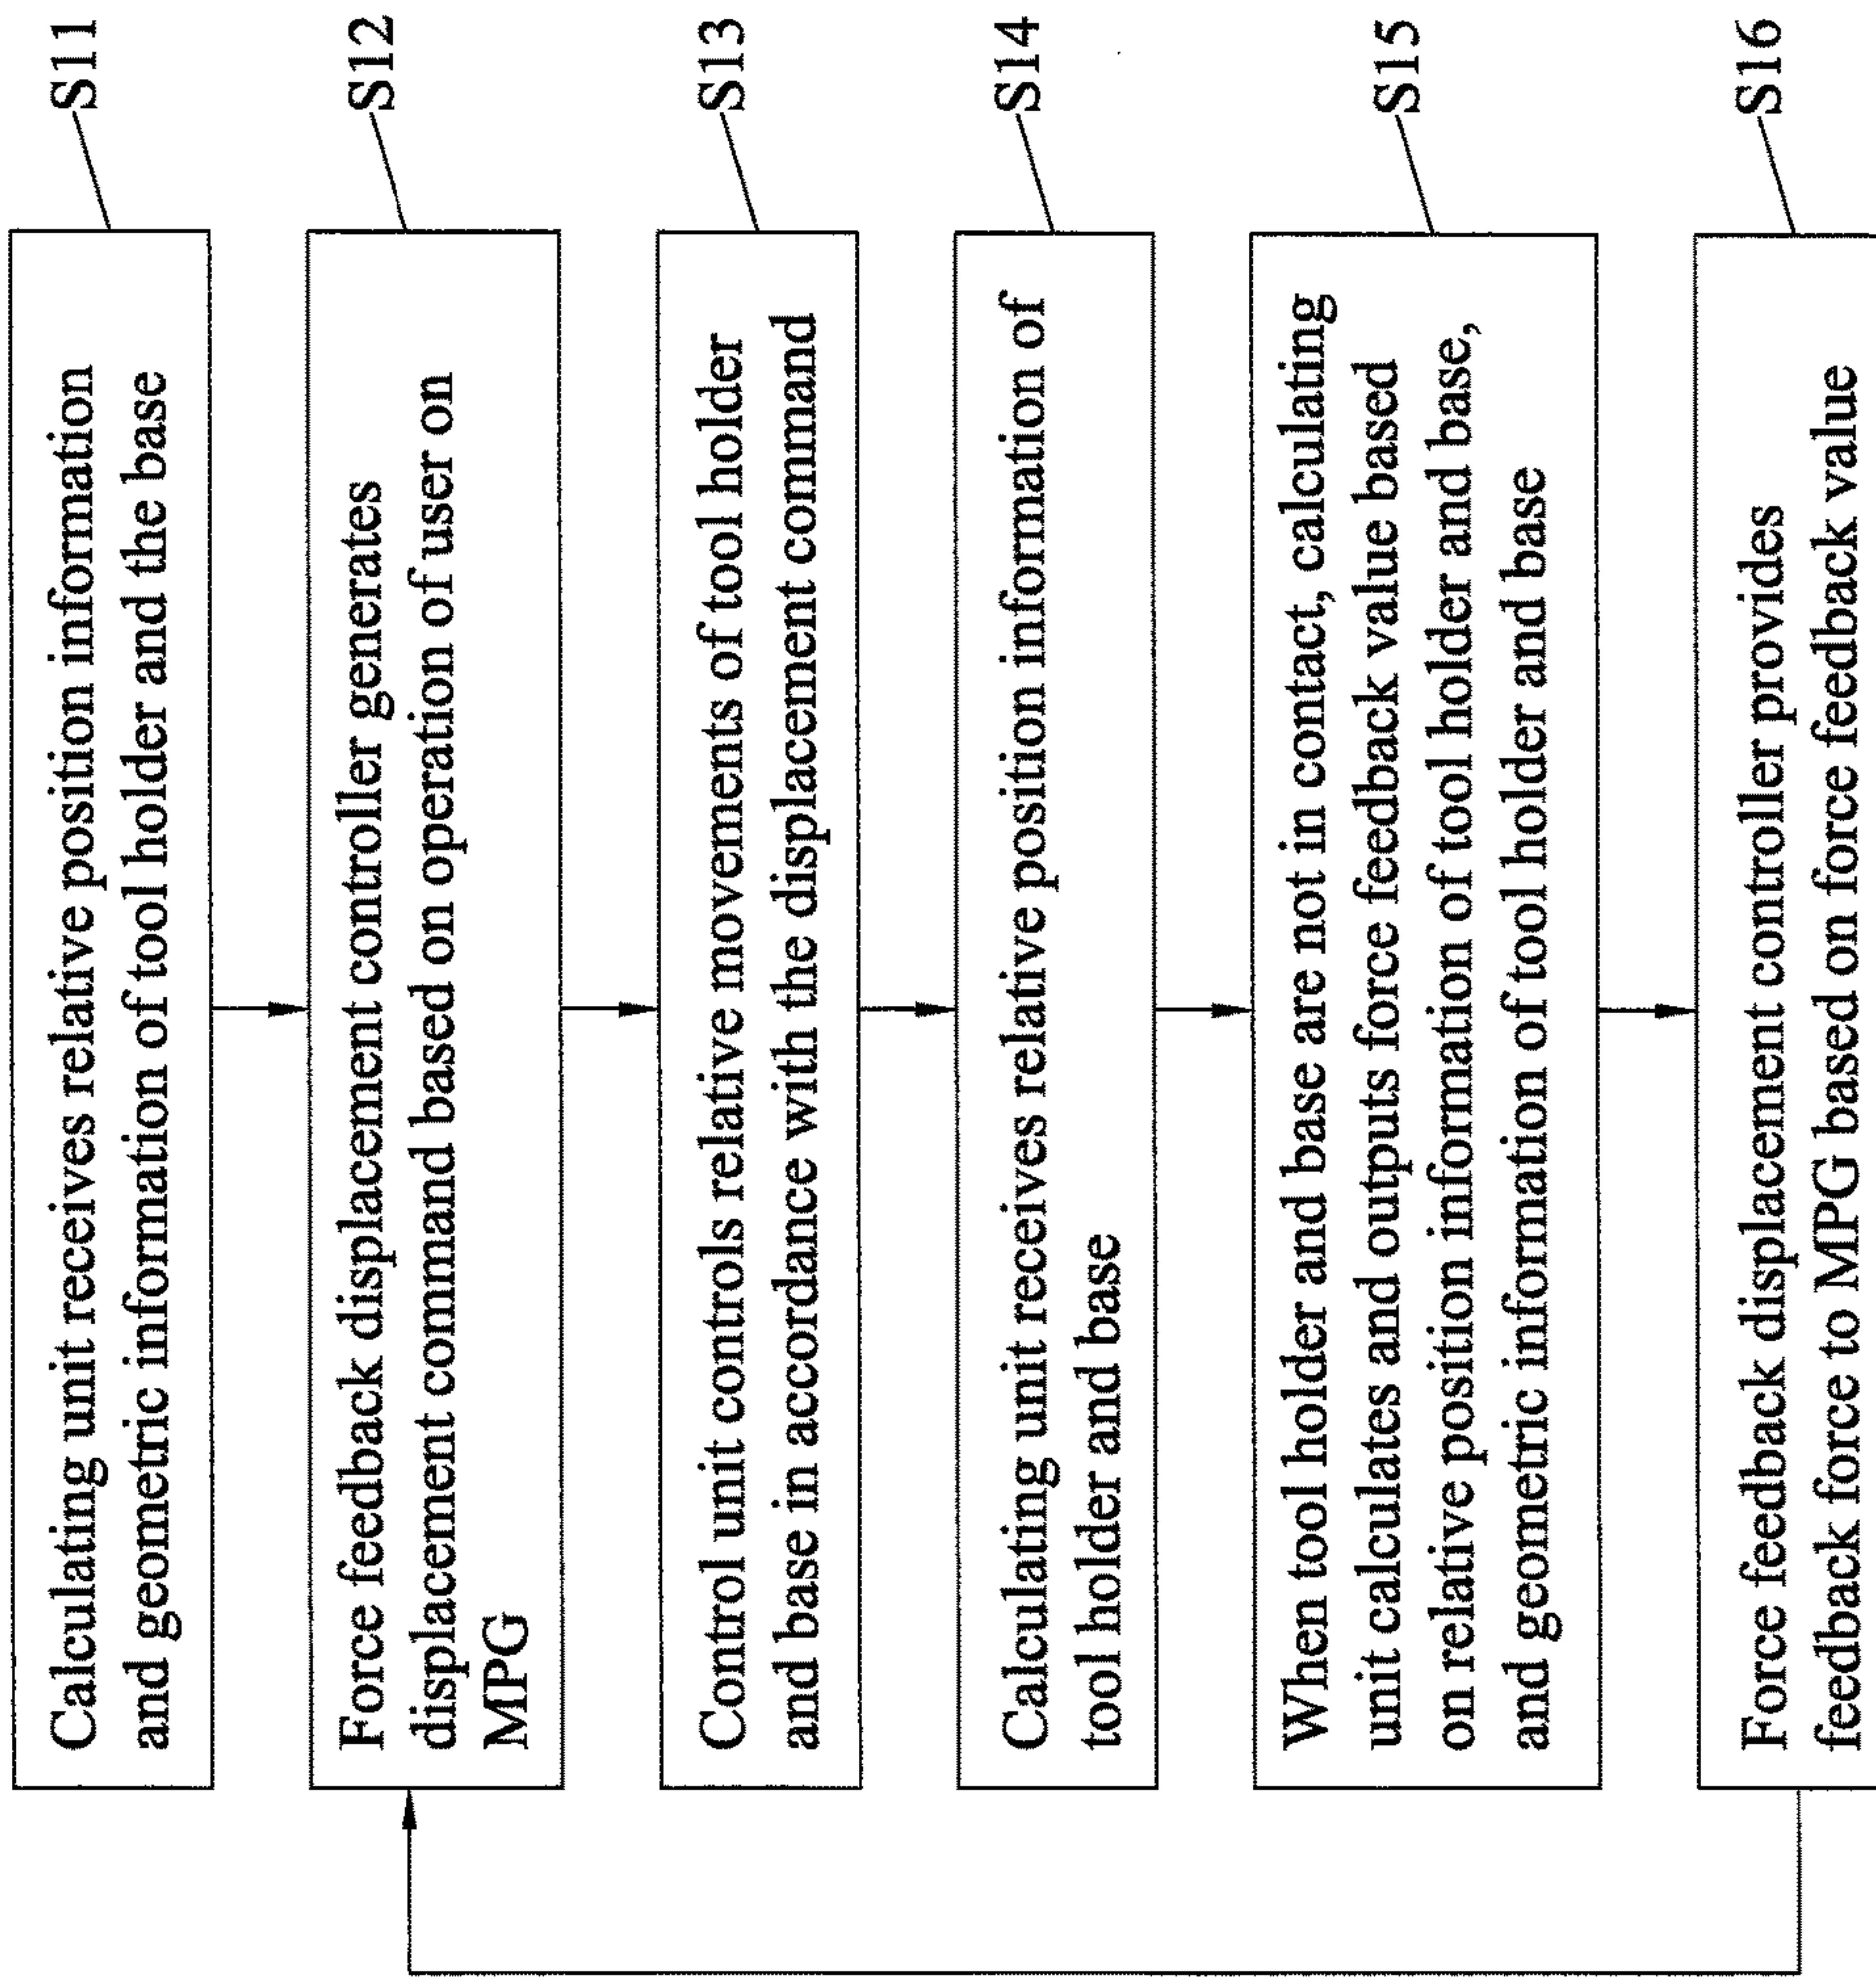 Calculating unit receives relative position information
and geometric information of tool holder and the base
S11
Force feedback displacement controller generates
displacement command based on operation of user on
MPG
S12
Control unit controls relative movements of tool holder
and base in accordance with the displacement command
S13
Calculating unit receives relative position information of
tool holder and base
S14
When tool holder and base are not in contact, calculating
unit calculates and outputs force feedback value based
on relative position information of tool holder and base,
and geometric information of tool holder and base
S15
Force feedback displacement controller provides
feedback force to MPG based on force feedback value
S16